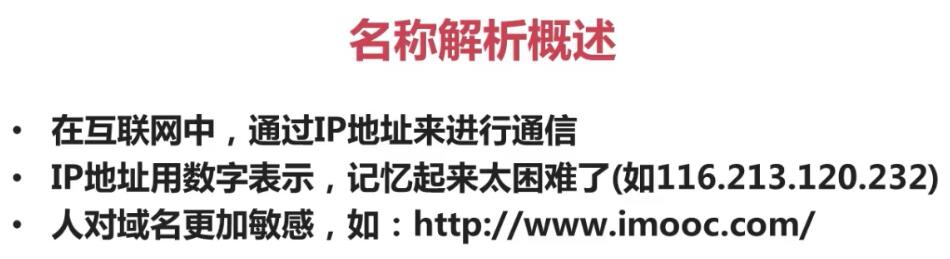 名称解析概述
• 在互联网中，通过IP地址来进行通信
• IP地址用数字表示，记忆起来太困难了(如116.213.120.232)
• 人对域名更加敏感，如：http://www.imooc.com/